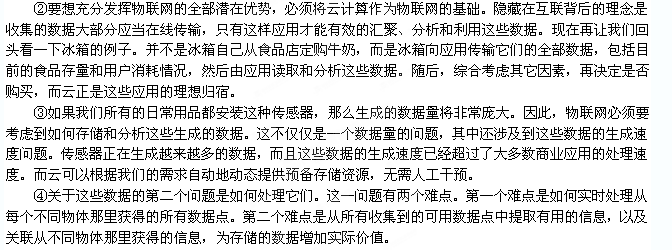 ②要想充分发挥物联网的全部潜在优势，必须将云计算作为物联网的基础。隐藏在互联背后的理念是
收集的数据大部分应当在线传输，只有这样应用才能有效的汇聚、分析和利用这些数据。现在再让我们回
头看一下冰箱的例子。并不是冰箱自己从食品店定购牛奶，而是冰箱向应用传输它们的全部数据，包括目
前的食品存量和用户消耗情况，然后由应用读取和分析这些数据。随后，综合考虑其它因素，再决定是否
购买，而云正是这些应用的理想归宿。
③如果我们所有的日常用品都安装这种传感器，那么生成的数据量将非常庞大。因此，物联网必须要
考虑到如何存储和分析这些生成的数据。这不仅仅是一个数据量的问题，其中还涉及到这些数据的生成速
度问题。传感器正在生成越来越多的数据，而且这些数据的生成速度已经超过了大多数商业应用的处理速
度。而云可以根据我们的需求自动地动态提供预备存储资源，无需人工干预。
④关于这些数据的第二个问题是如何处理它们。这一问题有两个难点。第一个难点是如何实时处理从
每个不同物体那里获得的所有数据点。第二个难点是从所有收集到的可用数据点中提取有用的信息，以及
关联从不同物体那里获得的信息，为存储的数据增加实际价值。